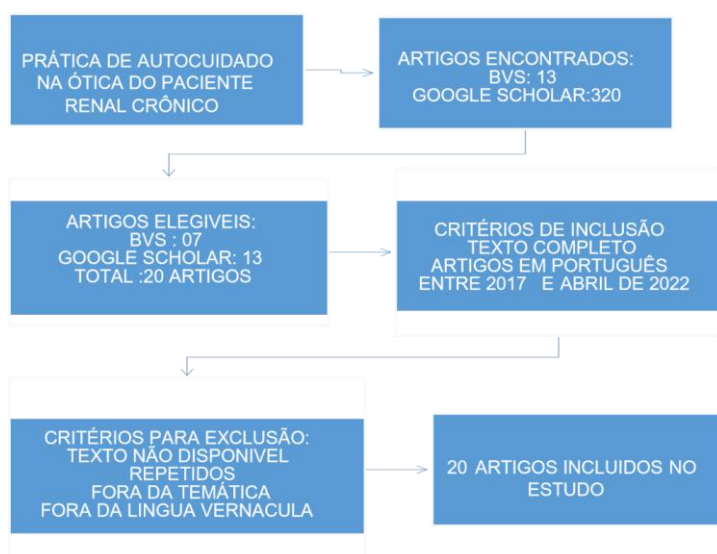 PRÁTICA DE AUTOCUIDADO
NA ÓTICA DO PACIENTE
RENAL CRÔNICO
ARTIGOS ENCONTRADOS:
BVS: 13
GOOGLE SCHOLAR:320
ARTIGOS ELEGIVEIS:
BVS : 07
GOOGLE SCHOLAR: 13
TOTAL :20 ARTIGOS
CRITÉRIOS DE INCLUSÃO
TEXTO COMPLETO
ARTIGOS EM PORTUGUÊS
ENTRE 2017 E ABRIL DE 2022
CRITÉRIOS PARA EXCLUSÃO:
TEXTO NÃO DISPONIVEL
REPETIDOS
FORA DA TEMÁTICA
FORA DA LINGUA VERNACULA
20 ARTIGOS INCLUIDOS NO
ESTUDO